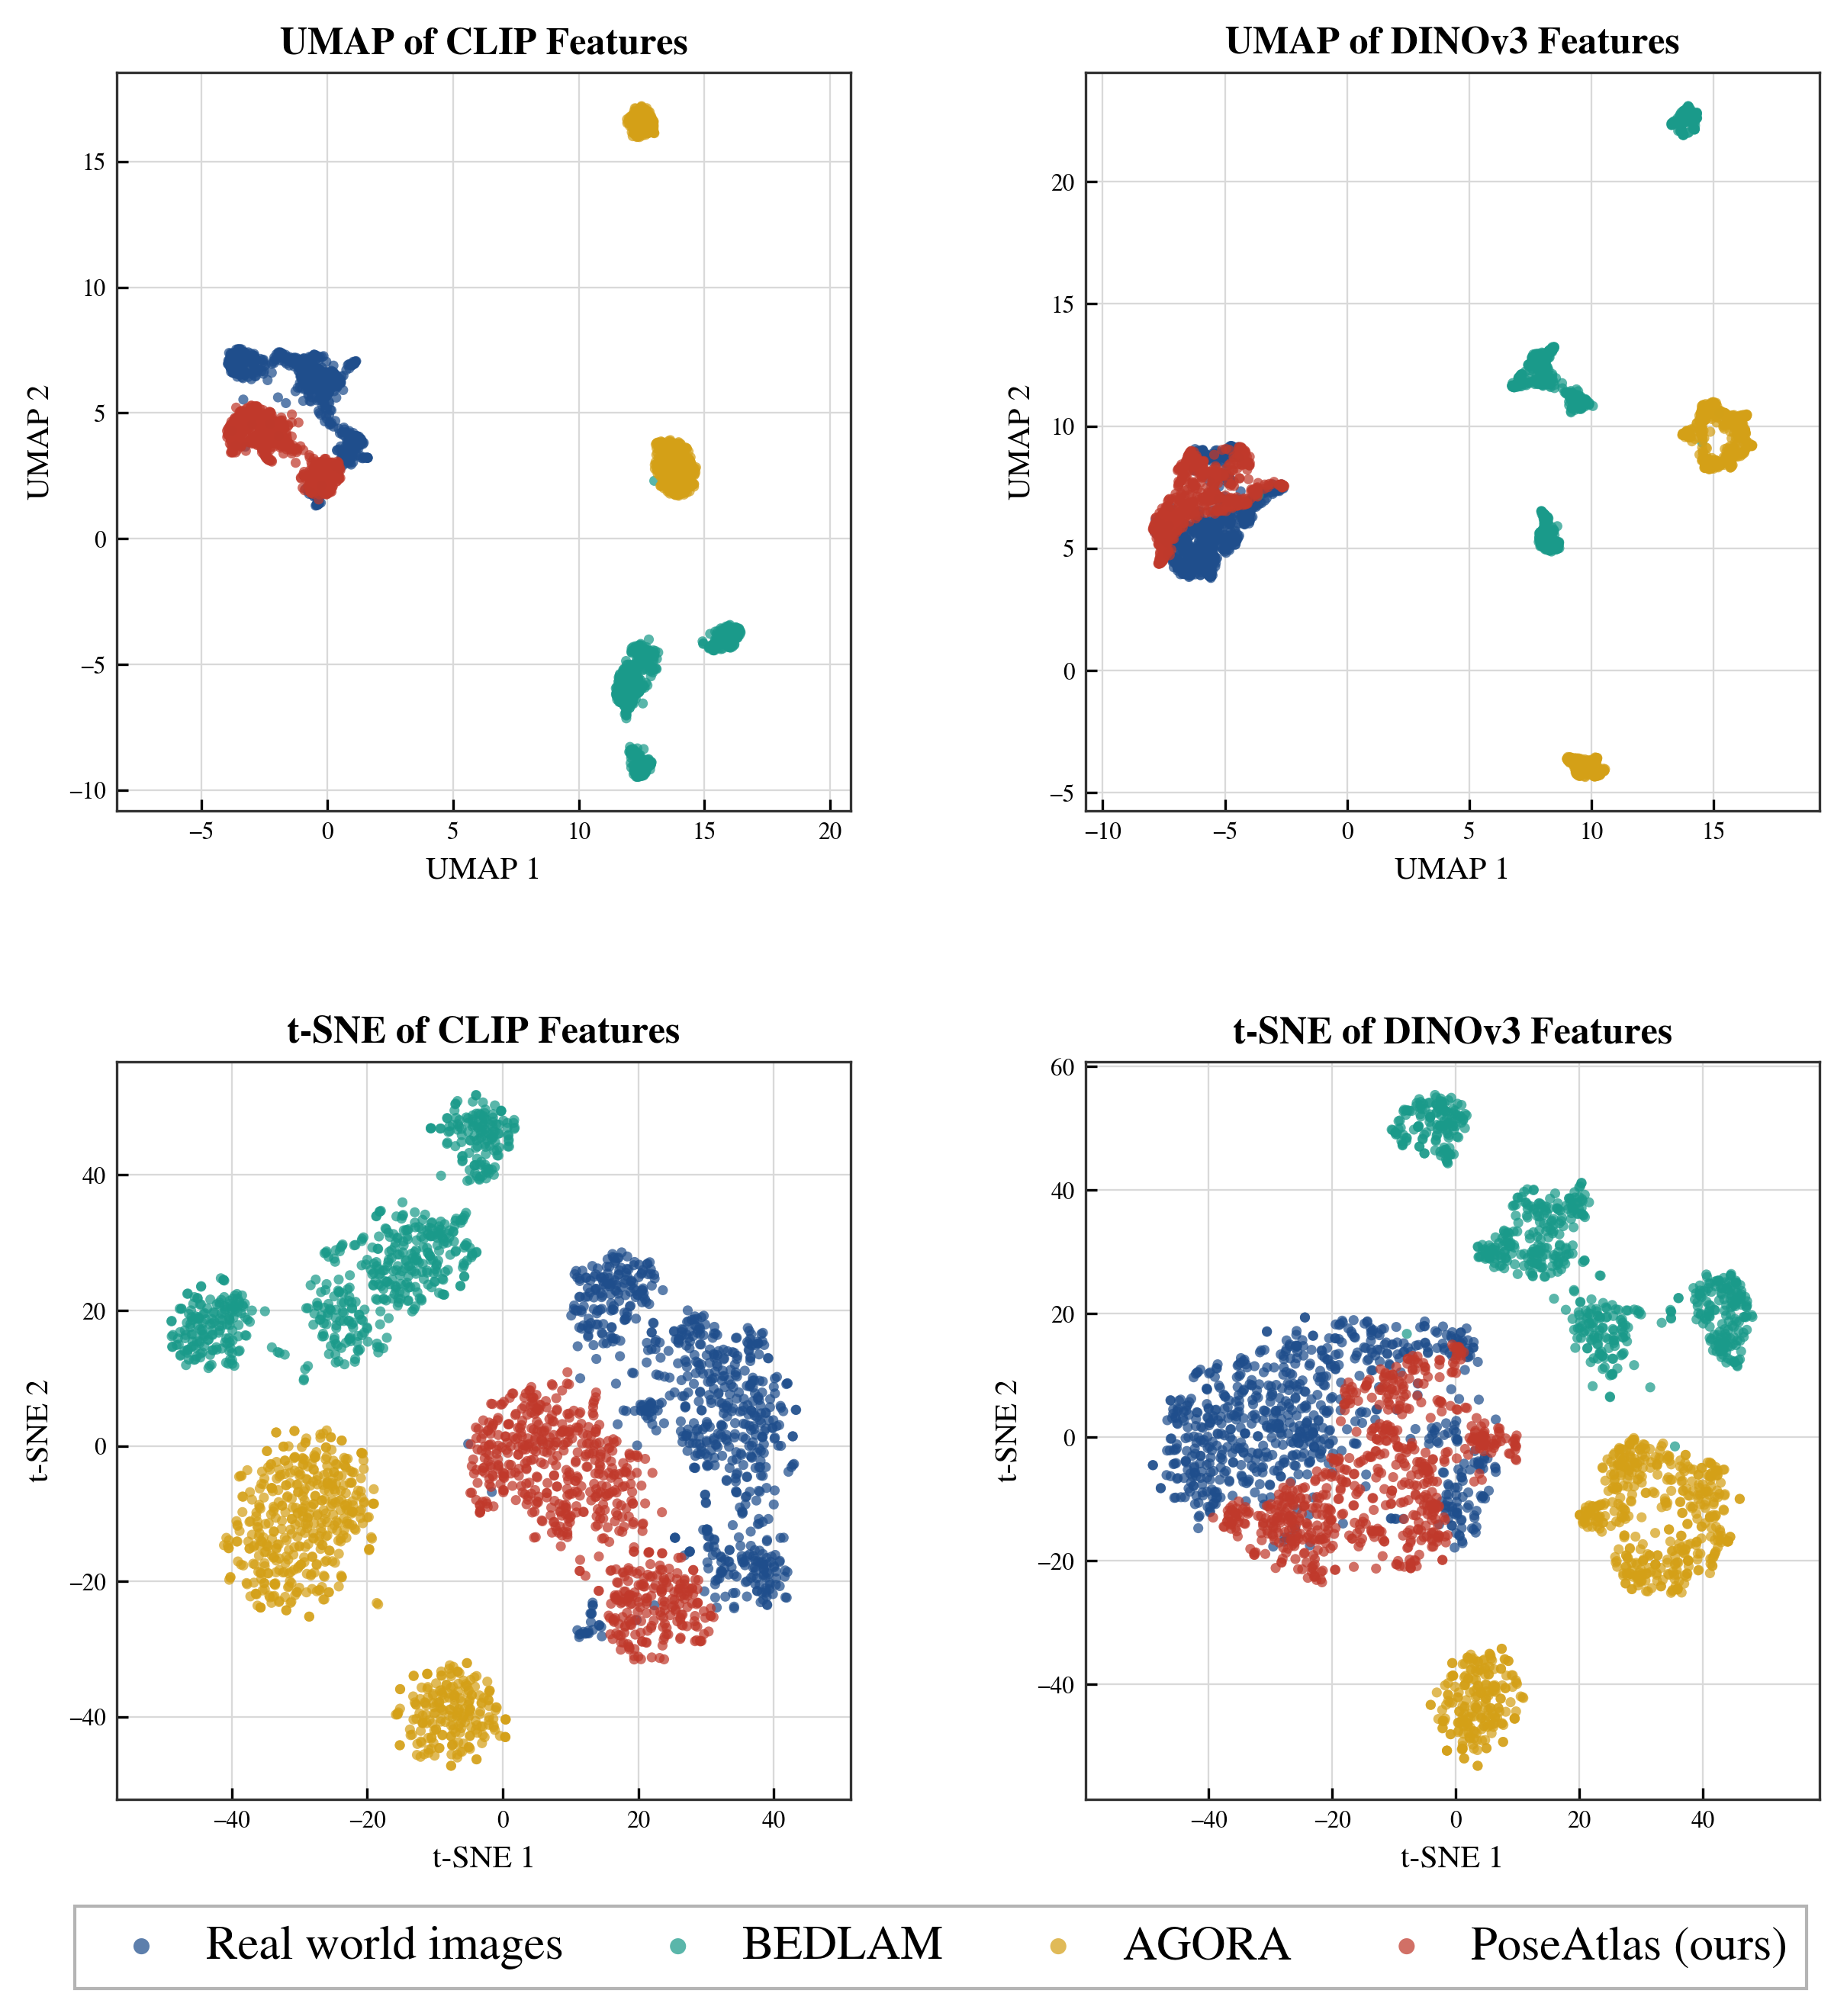 UMAP of CLIP Features
15
10
5
0
−5
−10
UMAP 2
−5 0 5 10 15 20
UMAP 1
UMAP of DINOv3 Features
20
15
10
5
0
−5
UMAP 2
−10 −5 0 5 10 15
UMAP 1
t-SNE of CLIP Features
40
20
0
−20
−40
t-SNE 2
−40 −20 0 20 40
t-SNE 1
t-SNE of DINOv3 Features
60
40
20
0
−20
−40
t-SNE 2
−40 −20 0 20 40
t-SNE 1
Real world images BEDLAM AGORA PoseAtlas (ours)